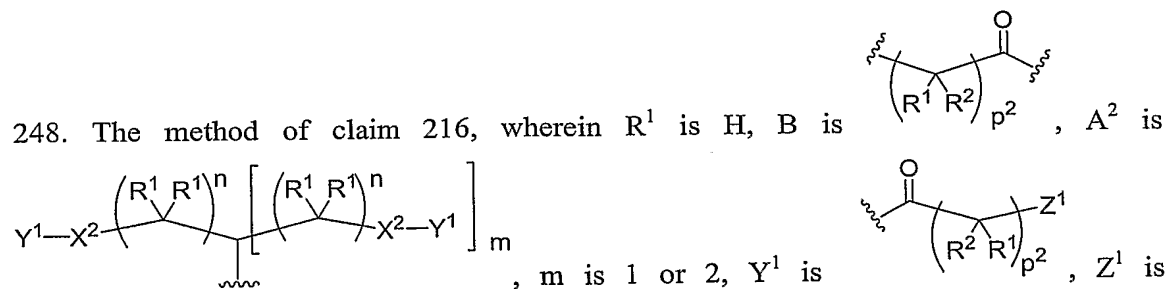 O
R¹ R² p²
248. The method of claim 216, wherein R¹ is H, B is , A² is
R¹ R¹ n R¹ R¹ n
Y¹—X² X²—Y¹ m
, m is 1 or 2, Y¹ is
O
Z¹
R² R¹ p²
, Z¹ is